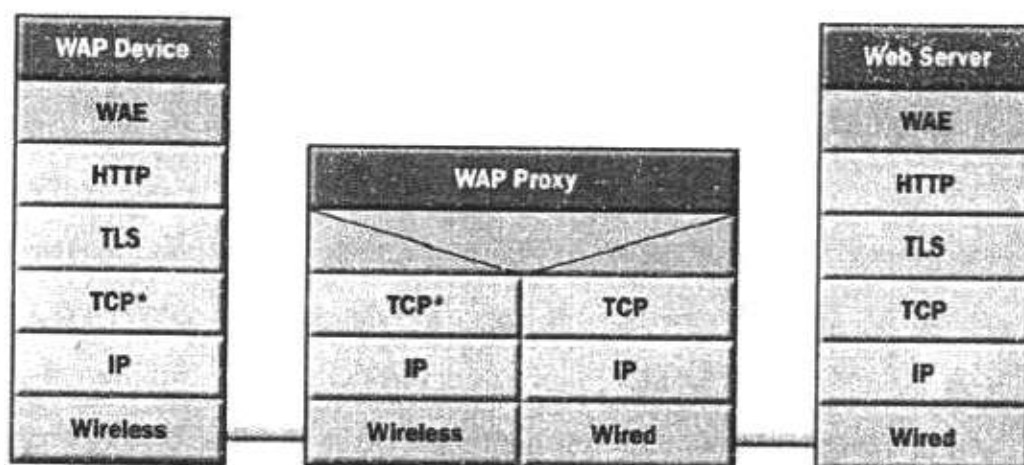 WAP Device
WAE
HTTP
TLS
TCP*
IP
Wireless
WAP Proxy
TCP* TCP
IP IP
Wireless Wired
Web Server
WAE
HTTP
TLS
TCP
IP
Wired